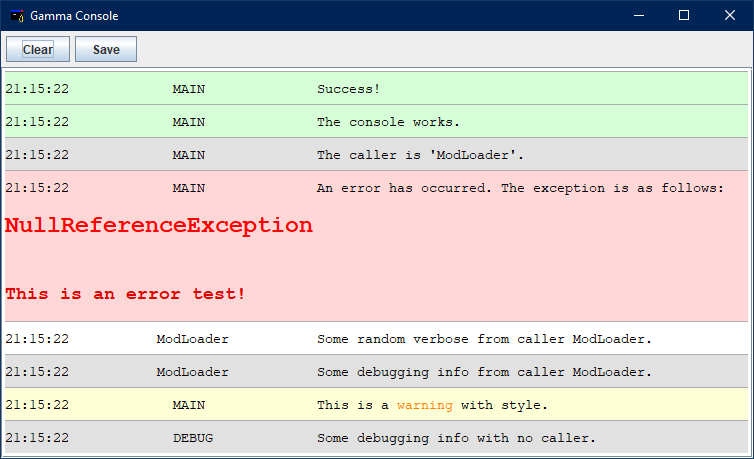 Gamma Console
Clear Save
21:15:22 MAIN Success!
21:15:22 MAIN The console works.
21:15:22 MAIN The caller is 'ModLoader'.
21:15:22 MAIN An error has occurred. The exception is as follows:
NullReferenceException
This is an error test!
21:15:22 ModLoader Some random verbose from caller ModLoader.
21:15:22 ModLoader Some debugging info from caller ModLoader.
21:15:22 MAIN This is a warning with style.
21:15:22 DEBUG Some debugging info with no caller.